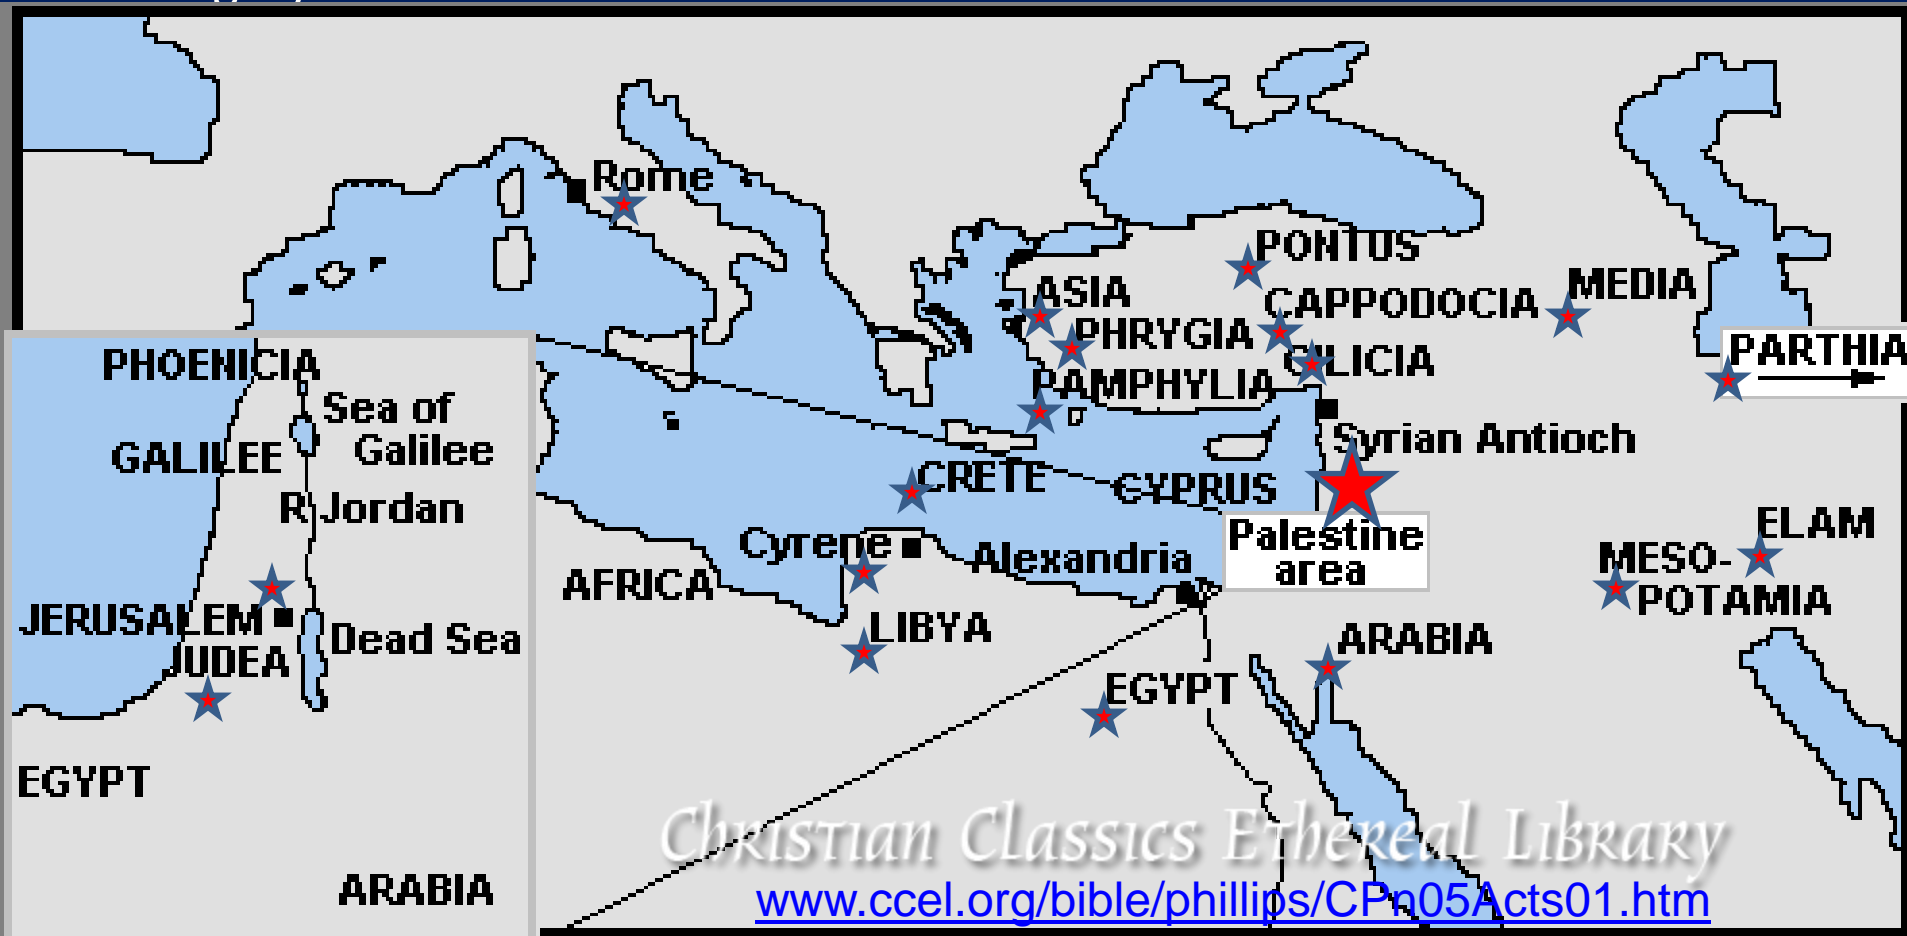 Rome
PONTUS
ASIA
CAPPODOCIA
MEDIA
PHRYGIA
CILICIA
PARTHIA
PAMPHYLIA
Syrian Antioch
CRETE
CYPRUS
Cyrene
Alexandria
Palestine
area
ELAM
MESO-
POTAMIA
AFRICA
LIBYA
ARABIA
EGYPT
PHOENICIA
Sea of
Galilee
GALILEE
R Jordan
JERUSALEM
Dead Sea
JUDEA
EGYPT
ARABIA
Christian Classics Ethereal Library
www.ccel.org/bible/phillips/CPn05Acts01.htm